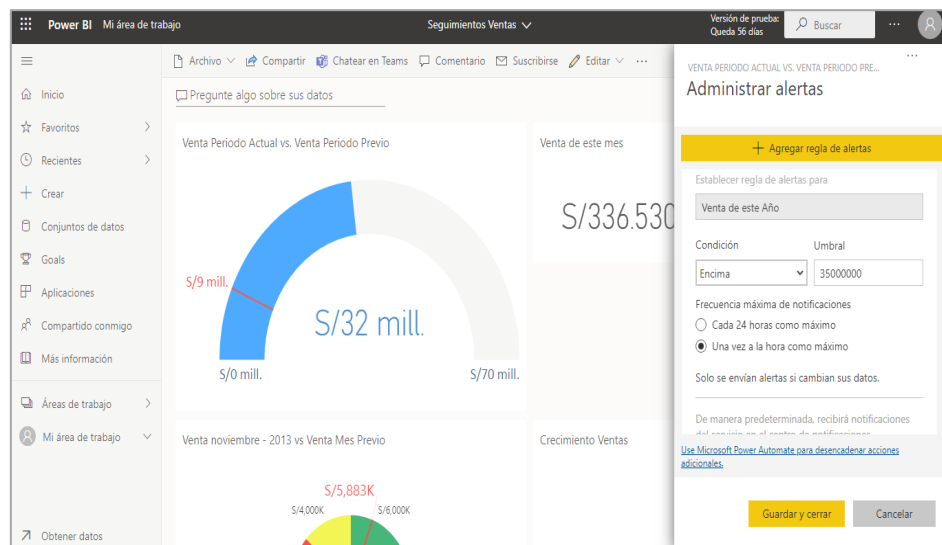 Power BI Mi área de trabajo
Seguimientos Ventas
Versión de prueba:
Queda 56 días
Buscar
Inicio
Favoritos
Recientes
Crear
Conjuntos de datos
Goals
Aplicaciones
Compartido conmigo
Más información
Áreas de trabajo
Mi área de trabajo
Obtener datos
Archivo Compartir Chatear en Teams Comentario Suscribirse Editar ...
Pregunte algo sobre sus datos
Venta Periodo Actual vs. Venta Periodo Previo
S/9 mill.
S/32 mill.
S/0 mill. S/70 mill.
Venta de este mes
S/336.530
Venta noviembre - 2013 vs Venta Mes Previo
S/5,883K
S/4,000K S/6,000K
Crecimiento Ventas
VENTA PERIODO ACTUAL VS. VENTA PERIODO PRE...
Administrar alertas
Agregar regla de alertas
Establecer regla de alertas para
Venta de este Año
Condición Umbral
Encima 35000000
Frecuencia máxima de notificaciones
Cada 24 horas como máximo
Una vez a la hora como máximo
Solo se envían alertas si cambian sus datos.
De manera predeterminada, recibirá notificaciones
del servicio en el centro de notificaciones
Use Microsoft Power Automate para desencadenar acciones
adicionales.
Guardar y cerrar Cancelar